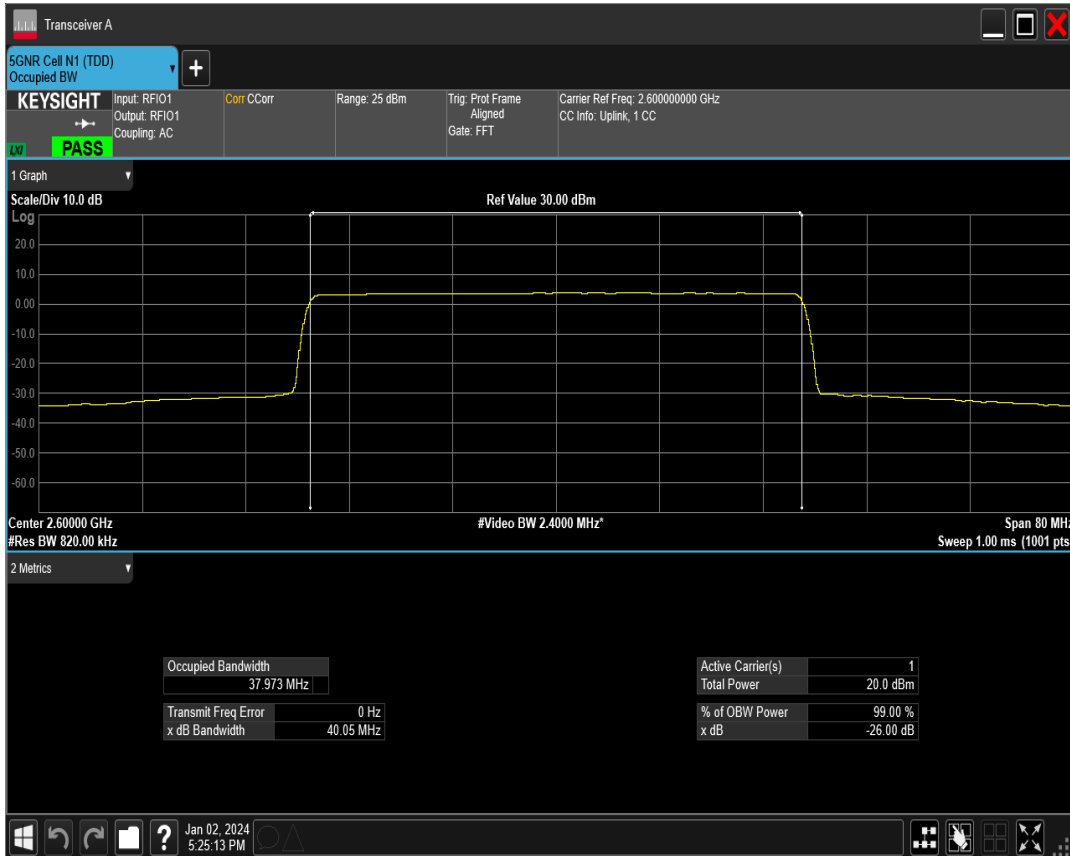 Transceiver A
5GNR Cell N1 (TDD)
Occupied BW
+
KEYSIGHT
LXI
PASS
Input: RFIO1
Output: RFIO1
Coupling: AC
Corr CCorr
Range: 25 dBm
Trig: Prot Frame
Aligned
Gate: FFT
Carrier Ref Freq: 2.600000000 GHz
CC Info: Uplink, 1 CC
1 Graph
Scale/Div 10.0 dB
Ref Value 30.00 dBm
Log
20.0
10.0
0.00
-10.0
-20.0
-30.0
-40.0
-50.0
-60.0
Center 2.60000 GHz
#Video BW 2.4000 MHz*
Span 80 MHz
#Res BW 820.00 kHz
Sweep 1.00 ms (1001 pts
2 Metrics
Occupied Bandwidth
37.973 MHz
Transmit Freq Error 0 Hz
x dB Bandwidth 40.05 MHz
Active Carrier(s) 1
Total Power 20.0 dBm
% of OBW Power 99.00 %
x dB -26.00 dB
?
Jan 02, 2024
5:25:13 PM